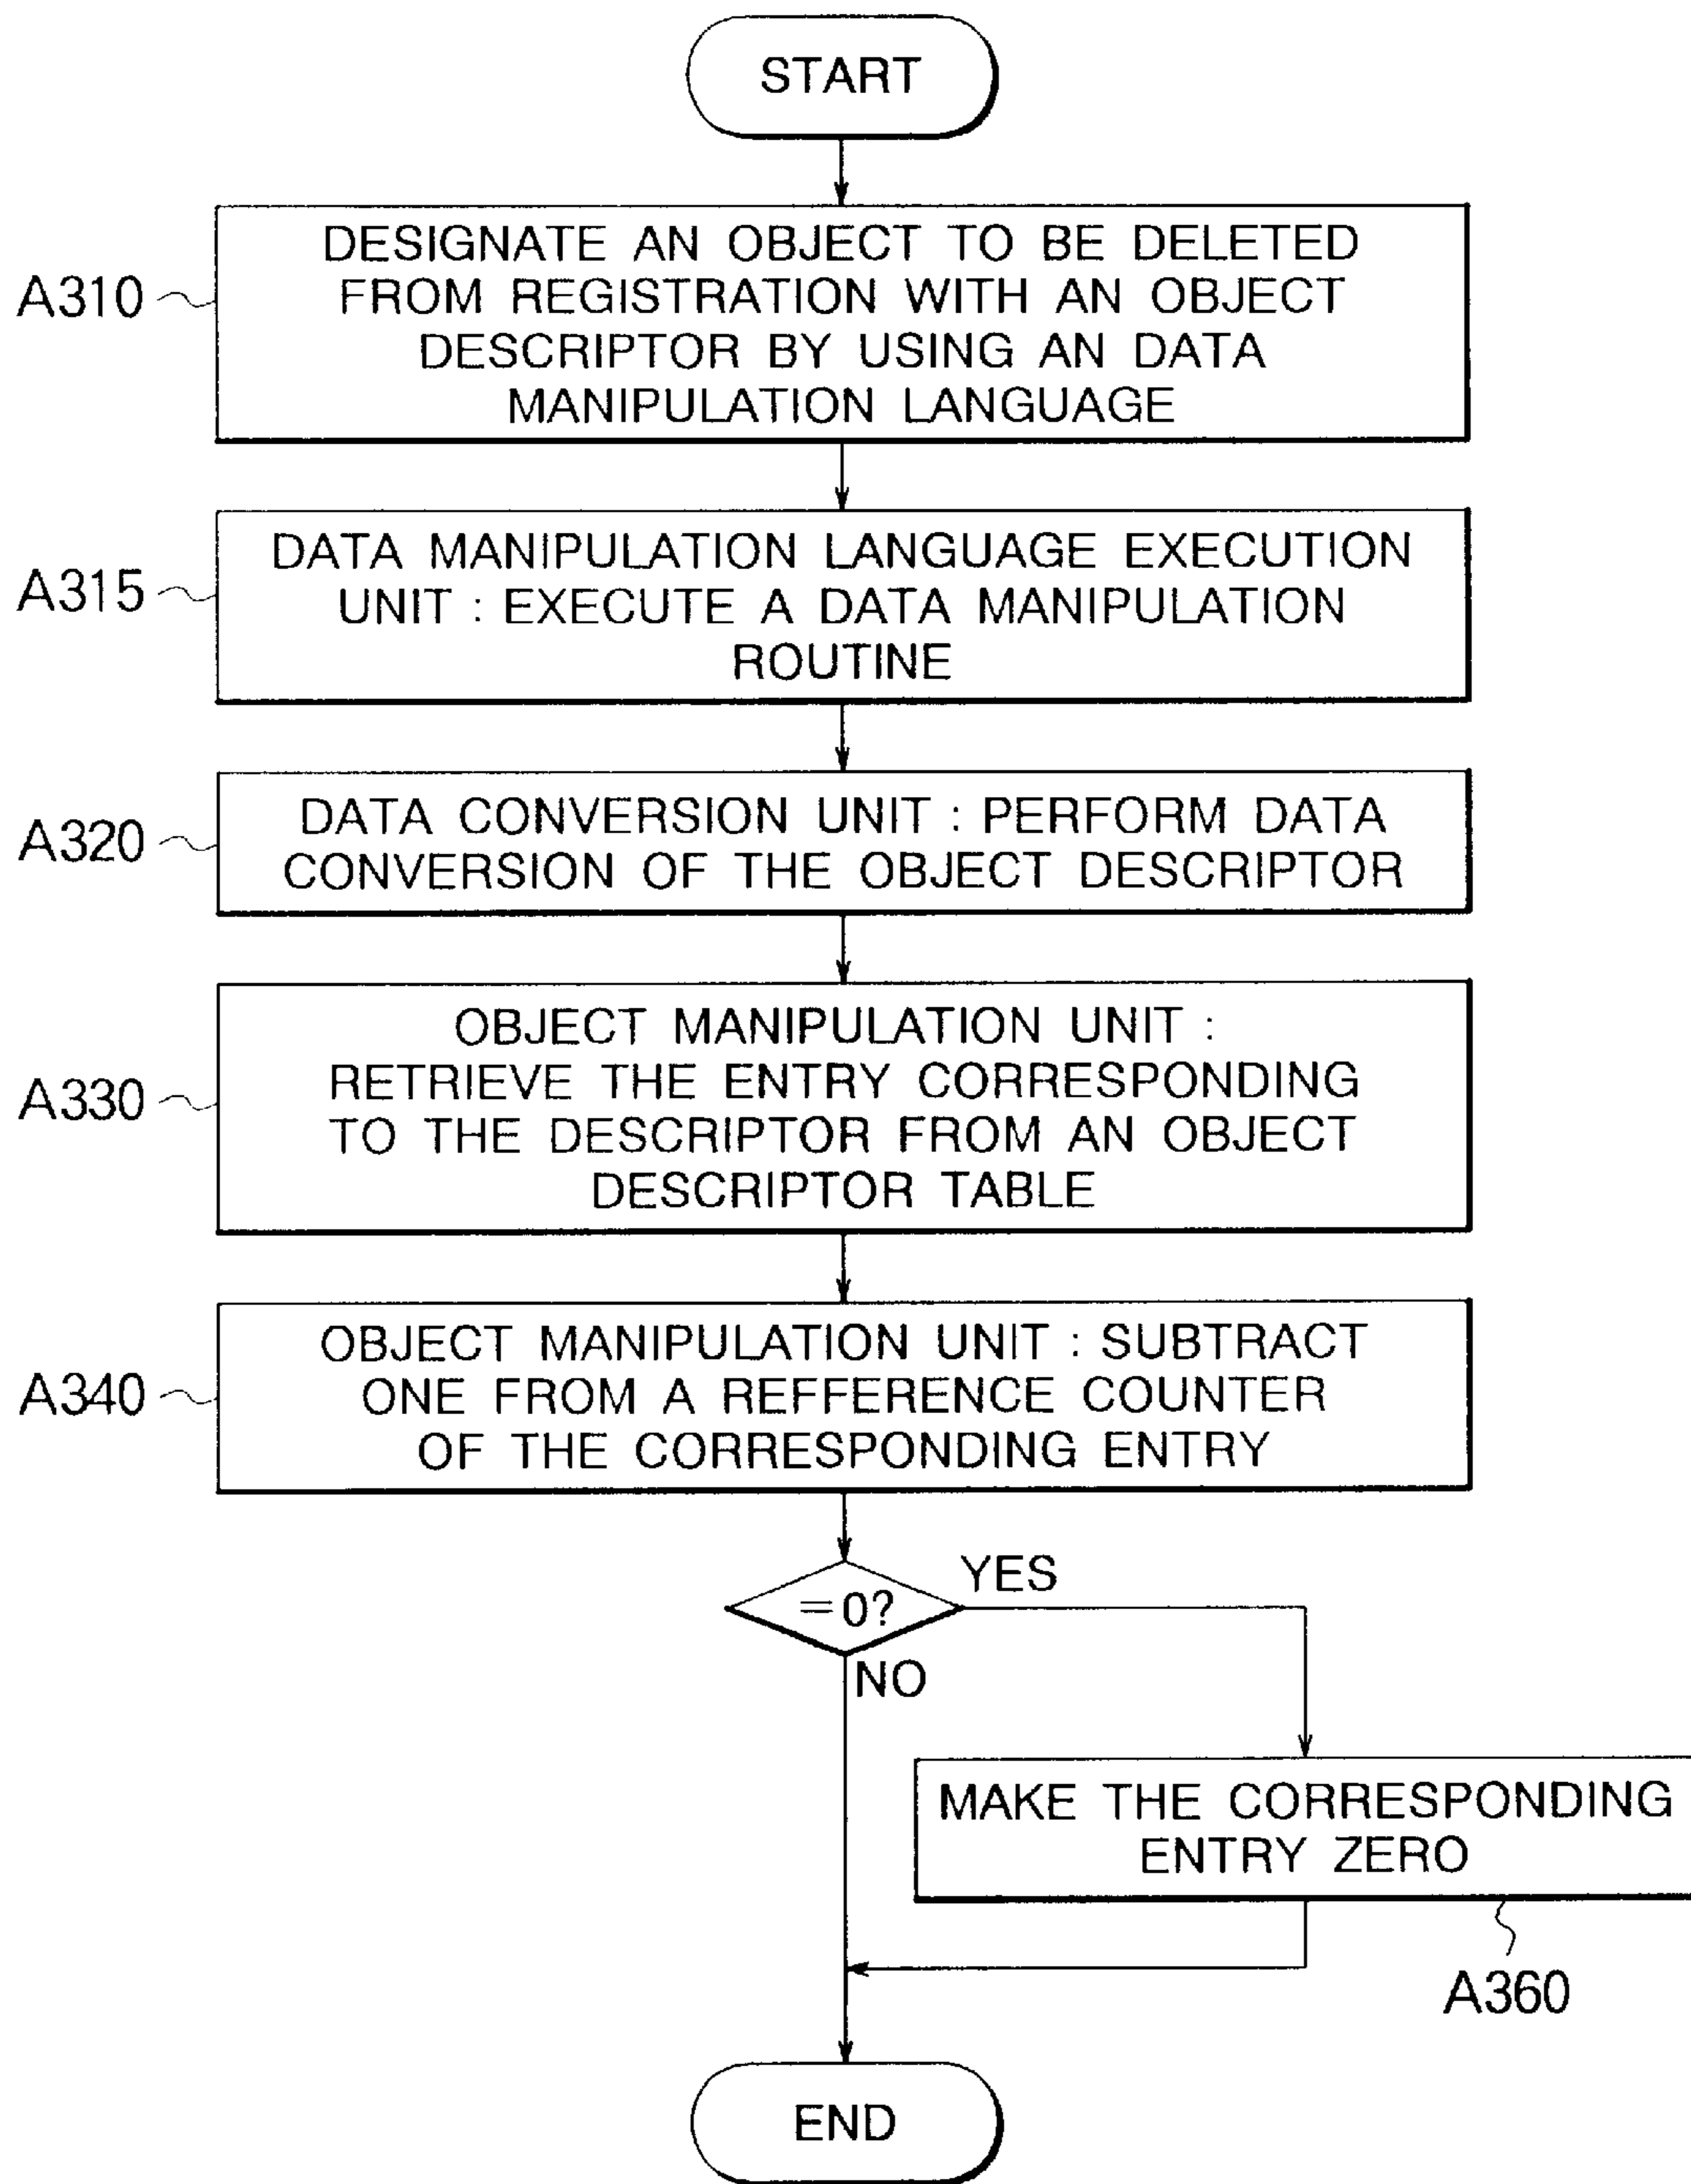 START
A310
DESIGNATE AN OBJECT TO BE DELETED
FROM REGISTRATION WITH AN OBJECT
DESCRIPTOR BY USING AN DATA
MANIPULATION LANGUAGE
A315
DATA MANIPULATION LANGUAGE EXECUTION
UNIT : EXECUTE A DATA MANIPULATION
ROUTINE
A320
DATA CONVERSION UNIT : PERFORM DATA
CONVERSION OF THE OBJECT DESCRIPTOR
A330
OBJECT MANIPULATION UNIT :
RETRIEVE THE ENTRY CORRESPONDING
TO THE DESCRIPTOR FROM AN OBJECT
DESCRIPTOR TABLE
A340
OBJECT MANIPULATION UNIT : SUBTRACT
ONE FROM A REFFERENCE COUNTER
OF THE CORRESPONDING ENTRY
=0?
YES
NO
MAKE THE CORRESPONDING
ENTRY ZERO
A360
END